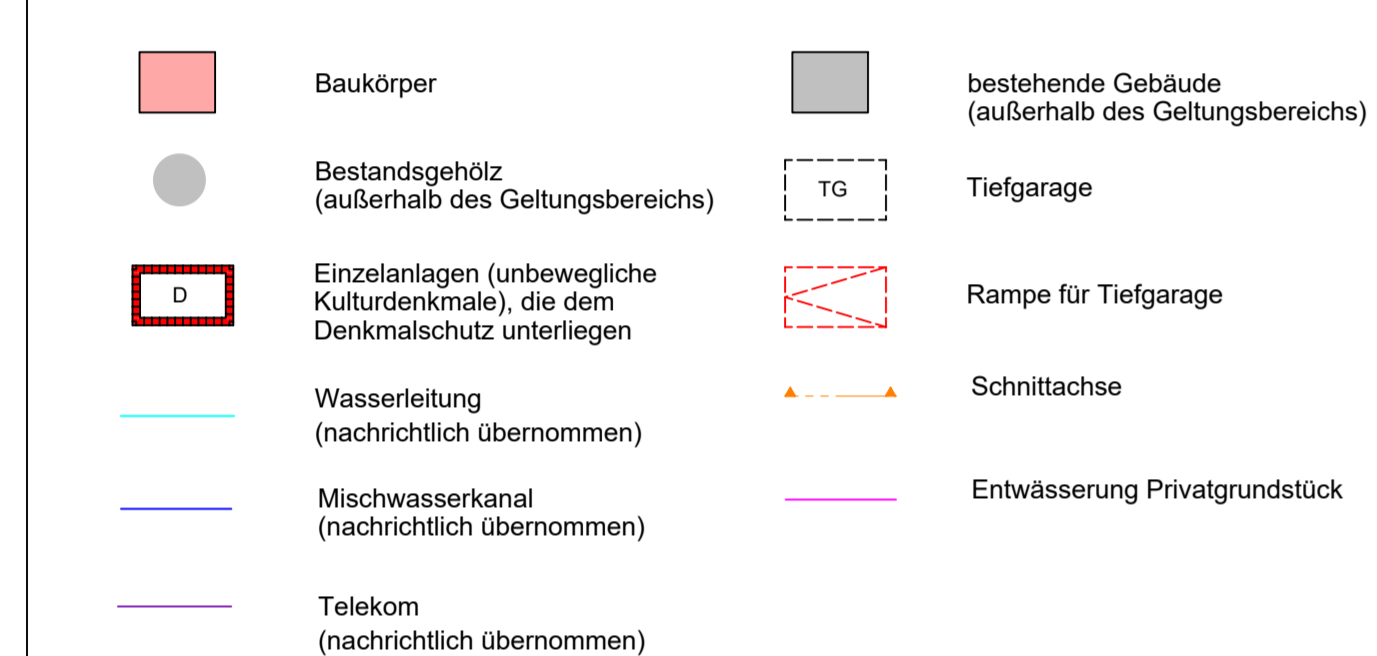 Baukörper
Bestandsgehölz
(außerhalb des Geltungsbereichs)
D
Einzelanlagen (unbewegliche
Kulturdenkmale), die dem
Denkmalschutz unterliegen
Wasserleitung
(nachrichtlich übernommen)
Mischwasserkanal
(nachrichtlich übernommen)
Telekom
(nachrichtlich übernommen)
bestehende Gebäude
(außerhalb des Geltungsbereichs)
TG
Tiefgarage
Rampe für Tiefgarage
Schnittachse
Entwässerung Privatgrundstück